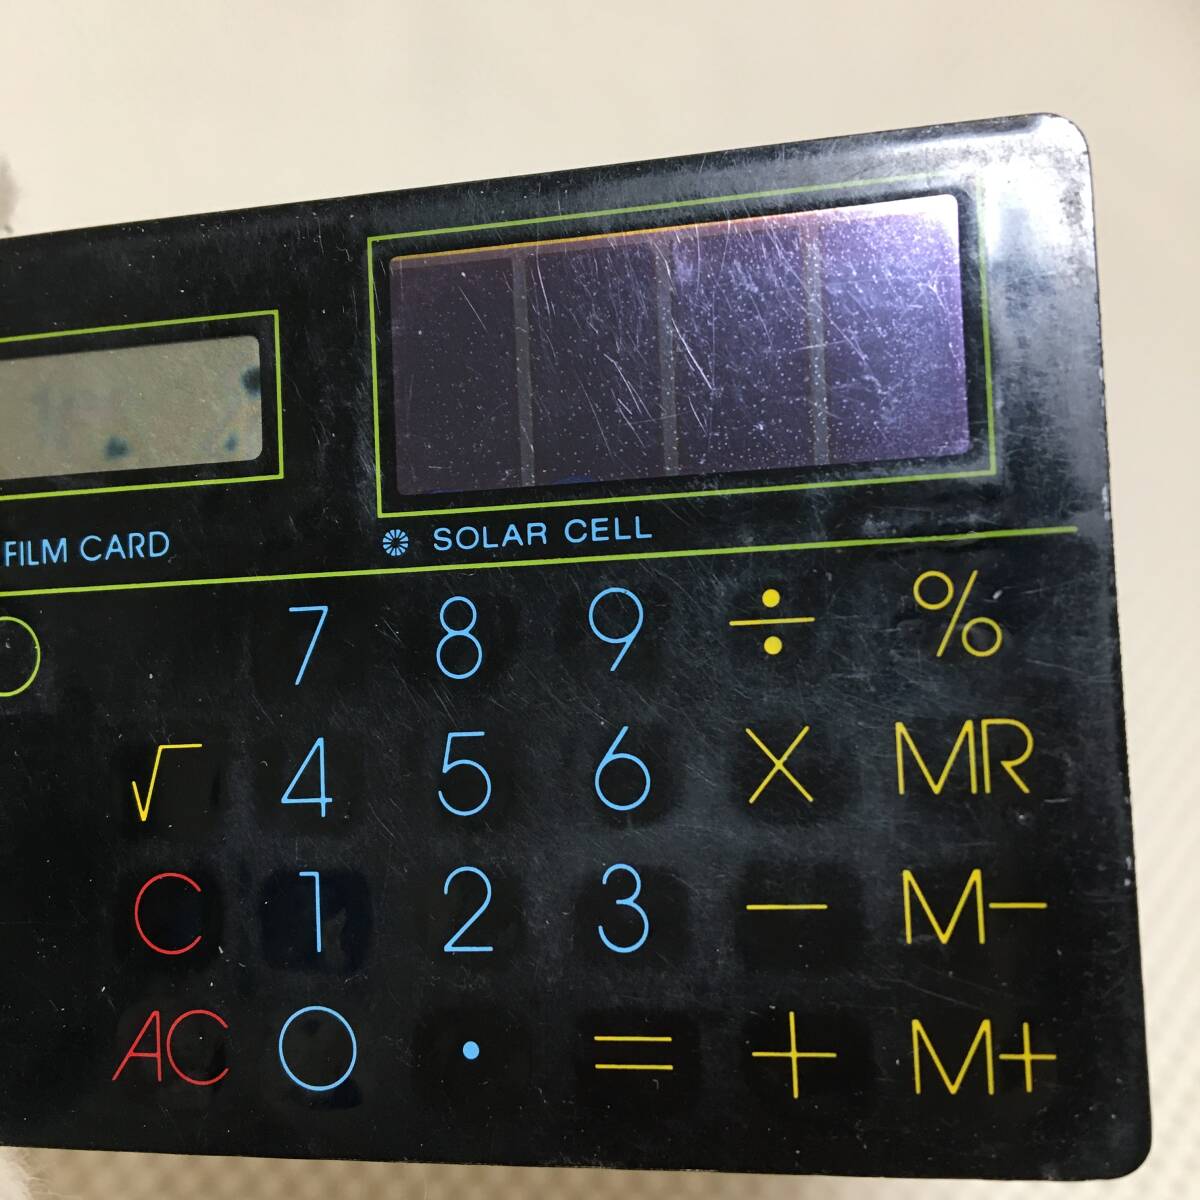 FILM CARD SOLAR CELL
7 8 9 ÷ %
√ 4 5 6 × MR
C 1 2 3 − M−
AC 0 . = + M+